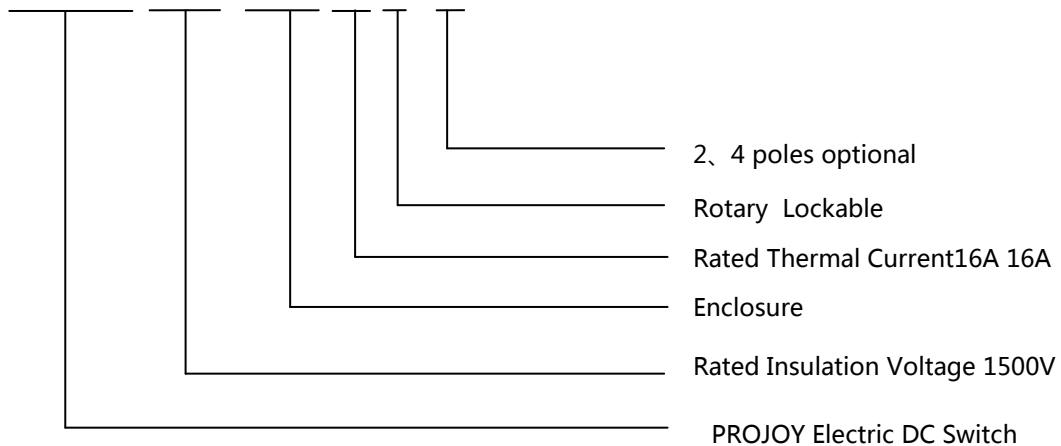 2、4 poles optional
Rotary Lockable
Rated Thermal Current16A 16A
Enclosure
Rated Insulation Voltage 1500V
PROJOY Electric DC Switch